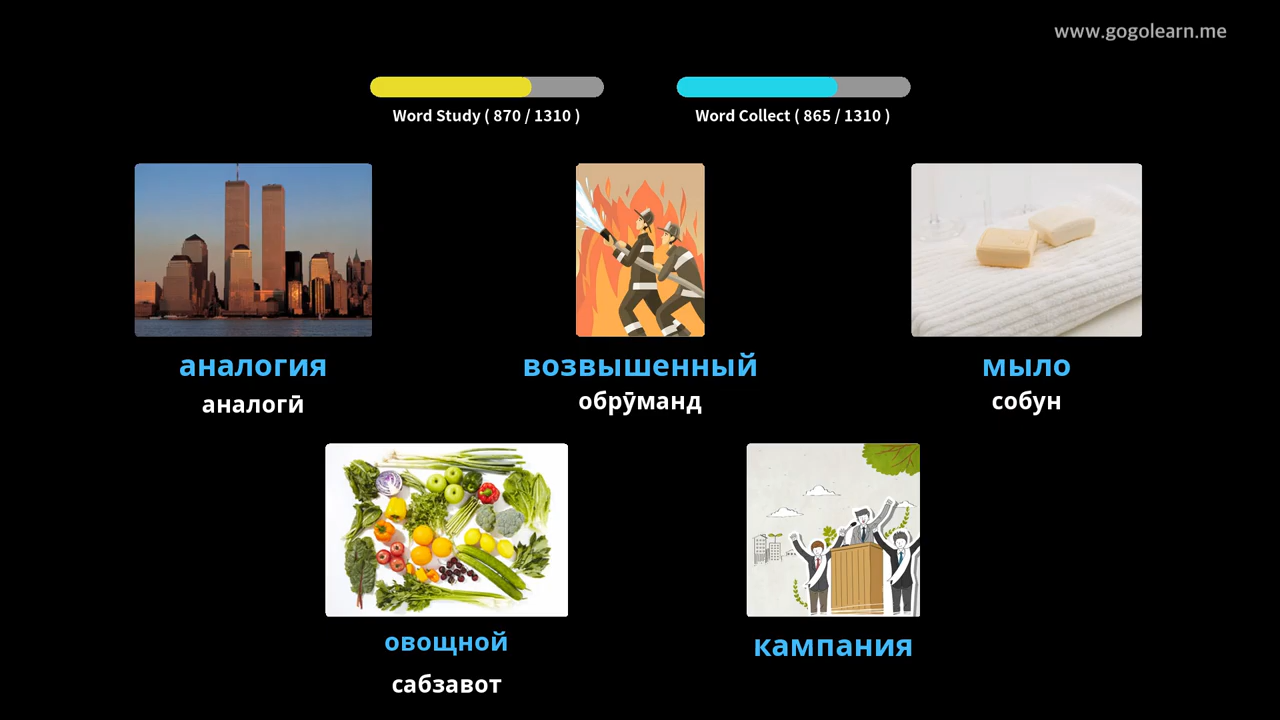 www.gogolearn.me
Word Study ( 870 / 1310 )
Word Collect ( 865 / 1310 )
аналогия
аналогӣ
возвышенный
обрӯманд
мыло
собун
овощной
сабзавот
кампания